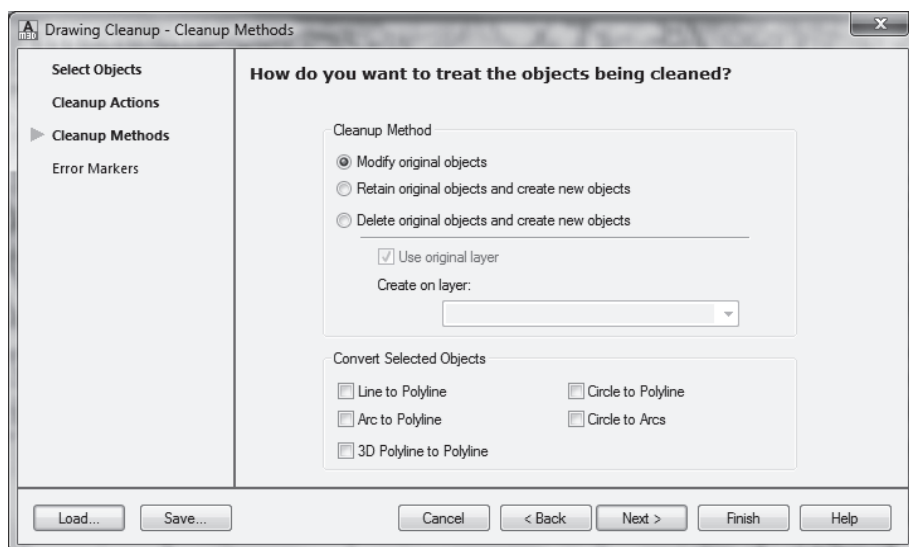 Drawing Cleanup - Cleanup Methods
Select Objects
Cleanup Actions
Cleanup Methods
Error Markers
How do you want to treat the objects being cleaned?
Cleanup Method
Modify original objects
Retain original objects and create new objects
Delete original objects and create new objects
Use original layer
Create on layer:
Convert Selected Objects
Line to Polyline
Circle to Polyline
Arc to Polyline
Circle to Arcs
3D Polyline to Polyline
Load...
Save...
Cancel
< Back
Next >
Finish
Help